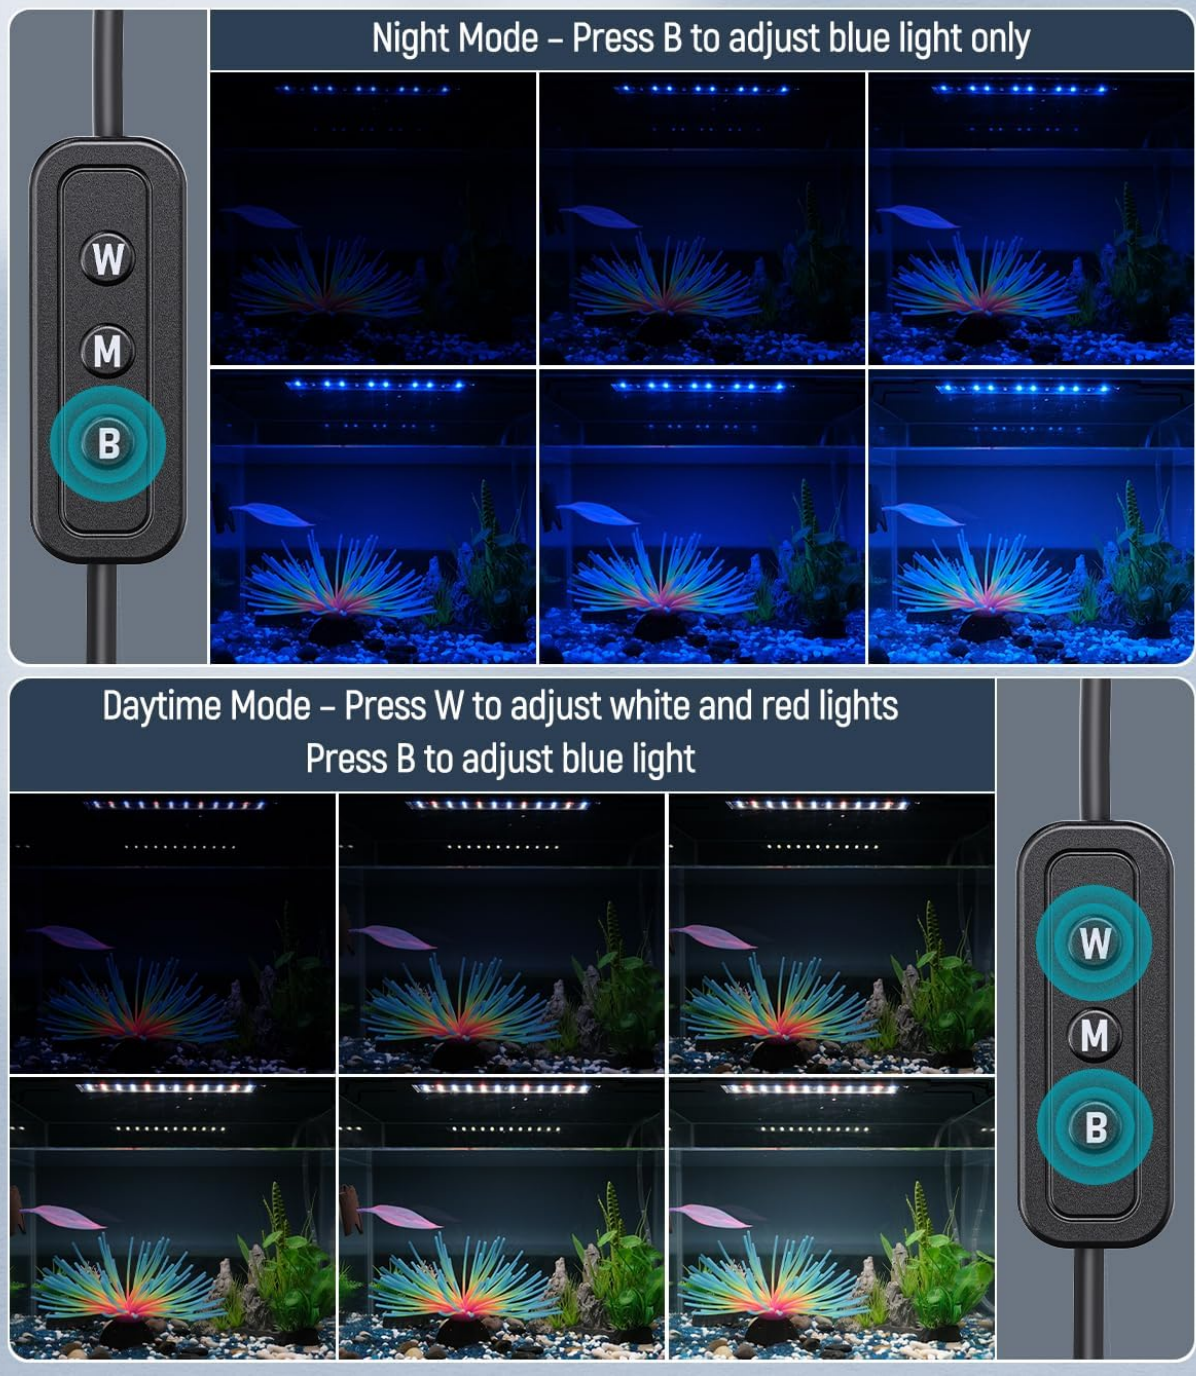 Night Mode – Press B to adjust blue light only
W
M
B
Daytime Mode – Press W to adjust white and red lights
Press B to adjust blue light
W
M
B